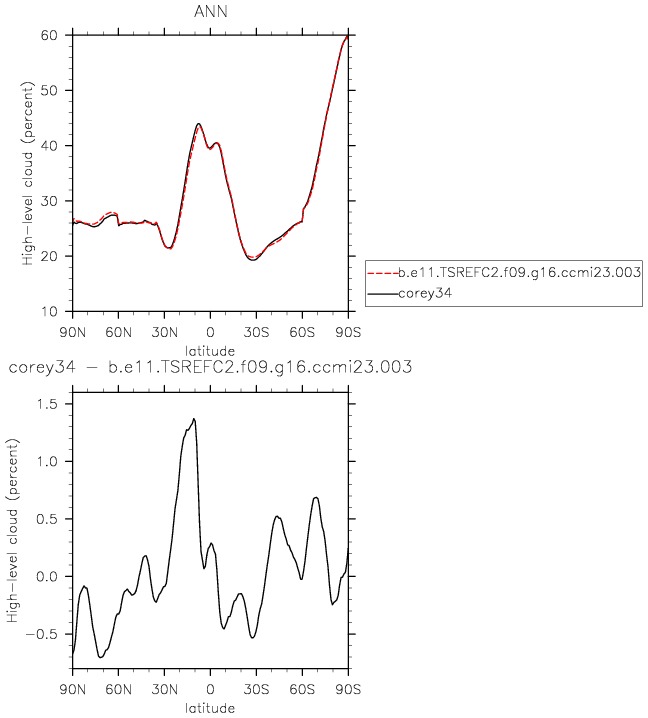 ANN
60
50
40
30
20
10
High-level cloud (percent)
90N 60N 30N 0 30S 60S 90S
latitude
b.e11.TSREFC2.f09.g16.ccmi23.003
corey34
corey34 - b.e11.TSREFC2.f09.g16.ccmi23.003
1.5
1.0
0.5
0.0
-0.5
High-level cloud (percent)
90N 60N 30N 0 30S 60S 90S
latitude